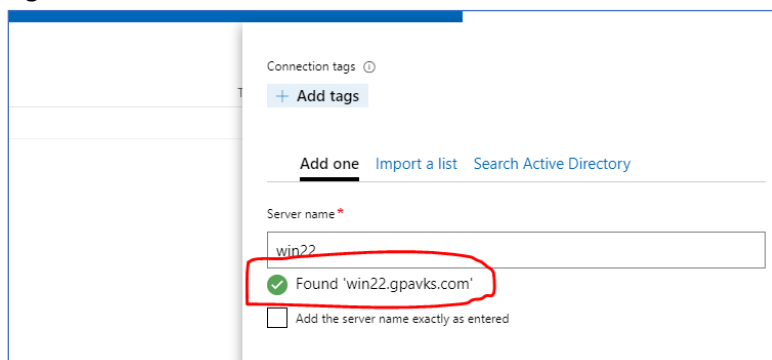 Connection tags
+ Add tags
Add one Import a list Search Active Directory
Server name *
win22
Found 'win22.gpavks.com'
Add the server name exactly as entered